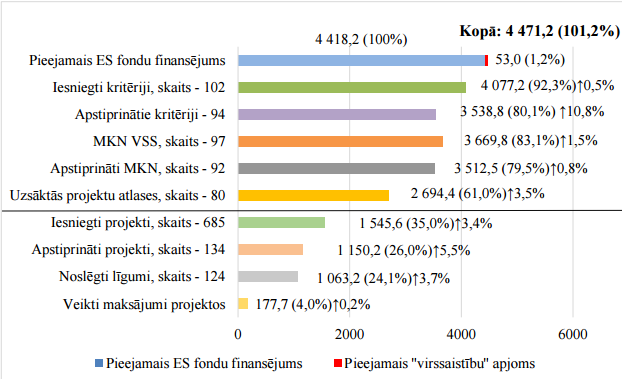 Kopā: 4 471,2 (101,2%)
4 418,2 (100%)
Pieejamais ES fondu finansējums
53,0 (1,2%)
Iesniegti kritēriji, skaits - 102
4 077,2 (92,3%)↑0,5%
Apstiprinātie kritēriji - 94
3 538,8 (80,1%) ↑10,8%
MKN VSS, skaits - 97
3 669,8 (83,1%)↑1,5%
Apstiprināti MKN, skaits - 92
3 512,5 (79,5%)↑0,8%
Uzsāktās projektu atlases, skaits - 80
2 694,4 (61,0%)↑3,5%
Iesniegti projekti, skaits - 685
1 545,6 (35,0%)↑3,4%
Apstiprināti projekti, skaits - 134
1 150,2 (26,0%)↑5,5%
Noslēgti līgumi, skaits - 124
1 063,2 (24,1%)↑3,7%
Veikti maksājumi projektos
177,7 (4,0%)↑0,2%
0 2000 4000 6000
Pieejamais ES fondu finansējums
Pieejamais "virssaistību" apjoms